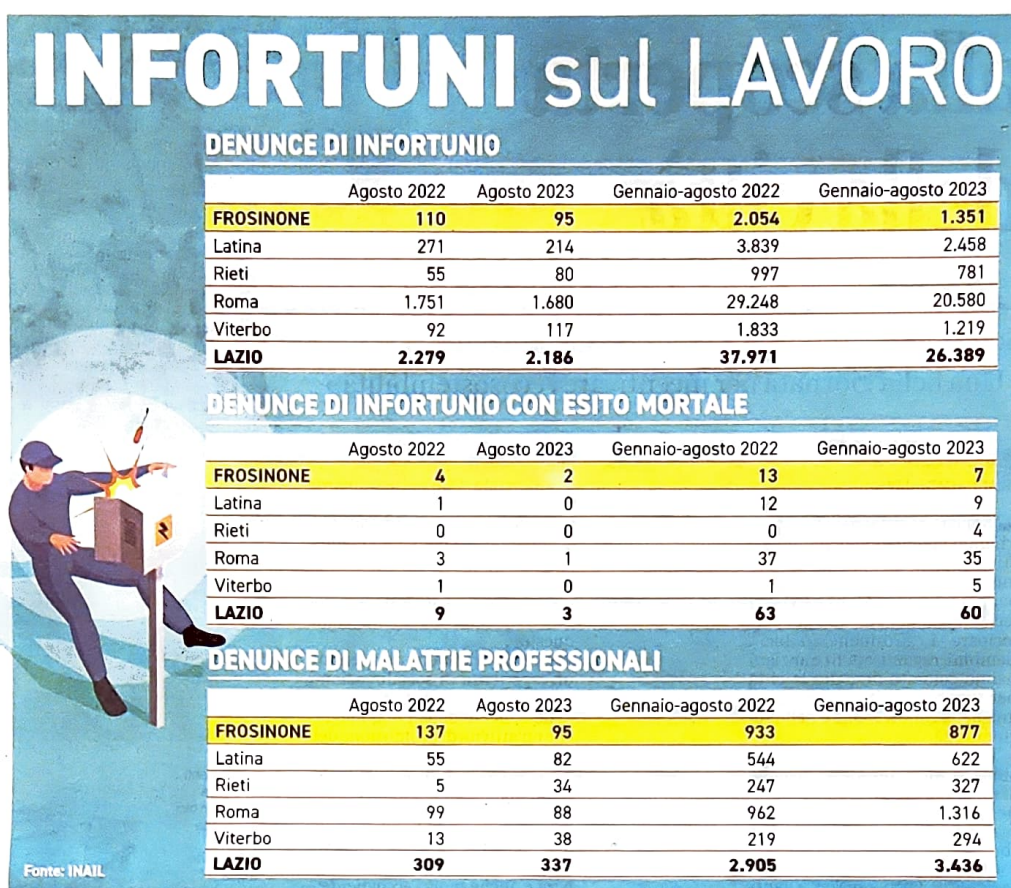 INFORTUNI sul LAVORO
DENUNCE DI INFORTUNIO
Agosto 2022 Agosto 2023 Gennaio-agosto 2022 Gennaio-agosto 2023
FROSINONE 110 95 2.054 1.351
Latina 271 214 3.839 2.458
Rieti 55 80 997 781
Roma 1.751 1.680 29.248 20.580
Viterbo 92 117 1.833 1.219
LAZIO 2.279 2.186 37.971 26.389
DENUNCE DI INFORTUNIO CON ESITO MORTALE
Agosto 2022 Agosto 2023 Gennaio-agosto 2022 Gennaio-agosto 2023
FROSINONE 4 2 13 7
Latina 1 0 12 9
Rieti 0 0 0 4
Roma 3 1 37 35
Viterbo 1 0 1 5
LAZIO 9 3 63 60
DENUNCE DI MALATTIE PROFESSIONALI
Agosto 2022 Agosto 2023 Gennaio-agosto 2022 Gennaio-agosto 2023
FROSINONE 137 95 933 877
Latina 55 82 544 622
Rieti 5 34 247 327
Roma 99 88 962 1.316
Viterbo 13 38 219 294
LAZIO 309 337 2.905 3.436
Fonte: INAIL